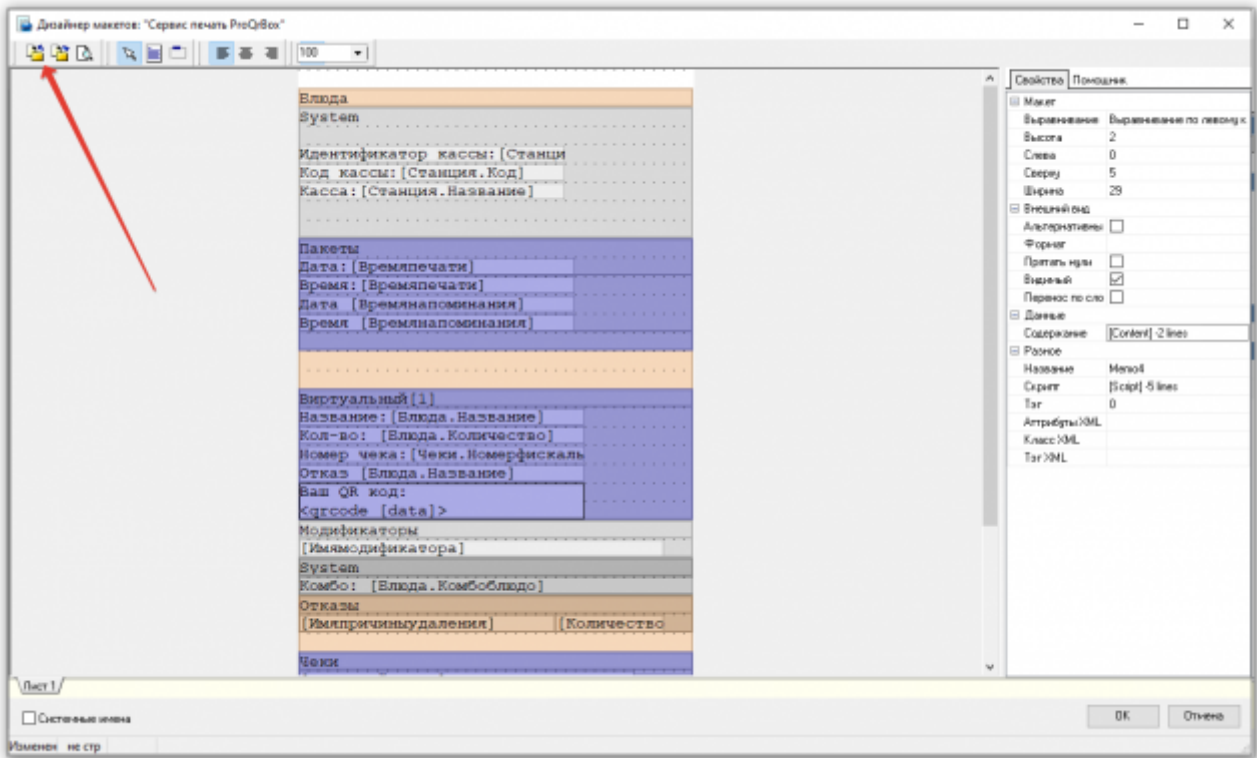 Дизайнер макетов: "Сервис печать ProQrBox"
100
Блюда
System
Идентификатор кассы:[Станци
Код кассы:[Станция.Код]
Касса:[Станция.Название]
Пакеты
Дата:[Времяпечати]
Время:[Времяпечати]
Дата [Времянапоминания]
Время [Времянапоминания]
Виртуальный[1]
Название:[Блюда.Название]
Кол-во: [Блюда.Количество]
Номер чека:[Чеки.Номерфискаль
Отказ [Блюда.Название]
Ваш QR код:
<qrcode [data]>
Модификаторы
[Имямодификатора]
System
Комбо: [Блюда.Комбоблюдо]
Отказы
[Имяпричиныудаления] [Количество
Чеки
Свойства Помощник
Макет
Выравнивание Выравнивание по левому к
Высота 2
Слева 0
Сверху 5
Ширина 29
Внешний вид
Альтернативны
Формат
Прятать нули
Видимый
Перенос по сло
Данные
Содержание [Content] -2 lines
Разное
Название Memo4
Скрипт [Script] -5 lines
Тэг 0
Аттрибуты XML
Класс XML
Тэг XML
Лист 1
Системные имена
OK Отмена
Изменен не стр